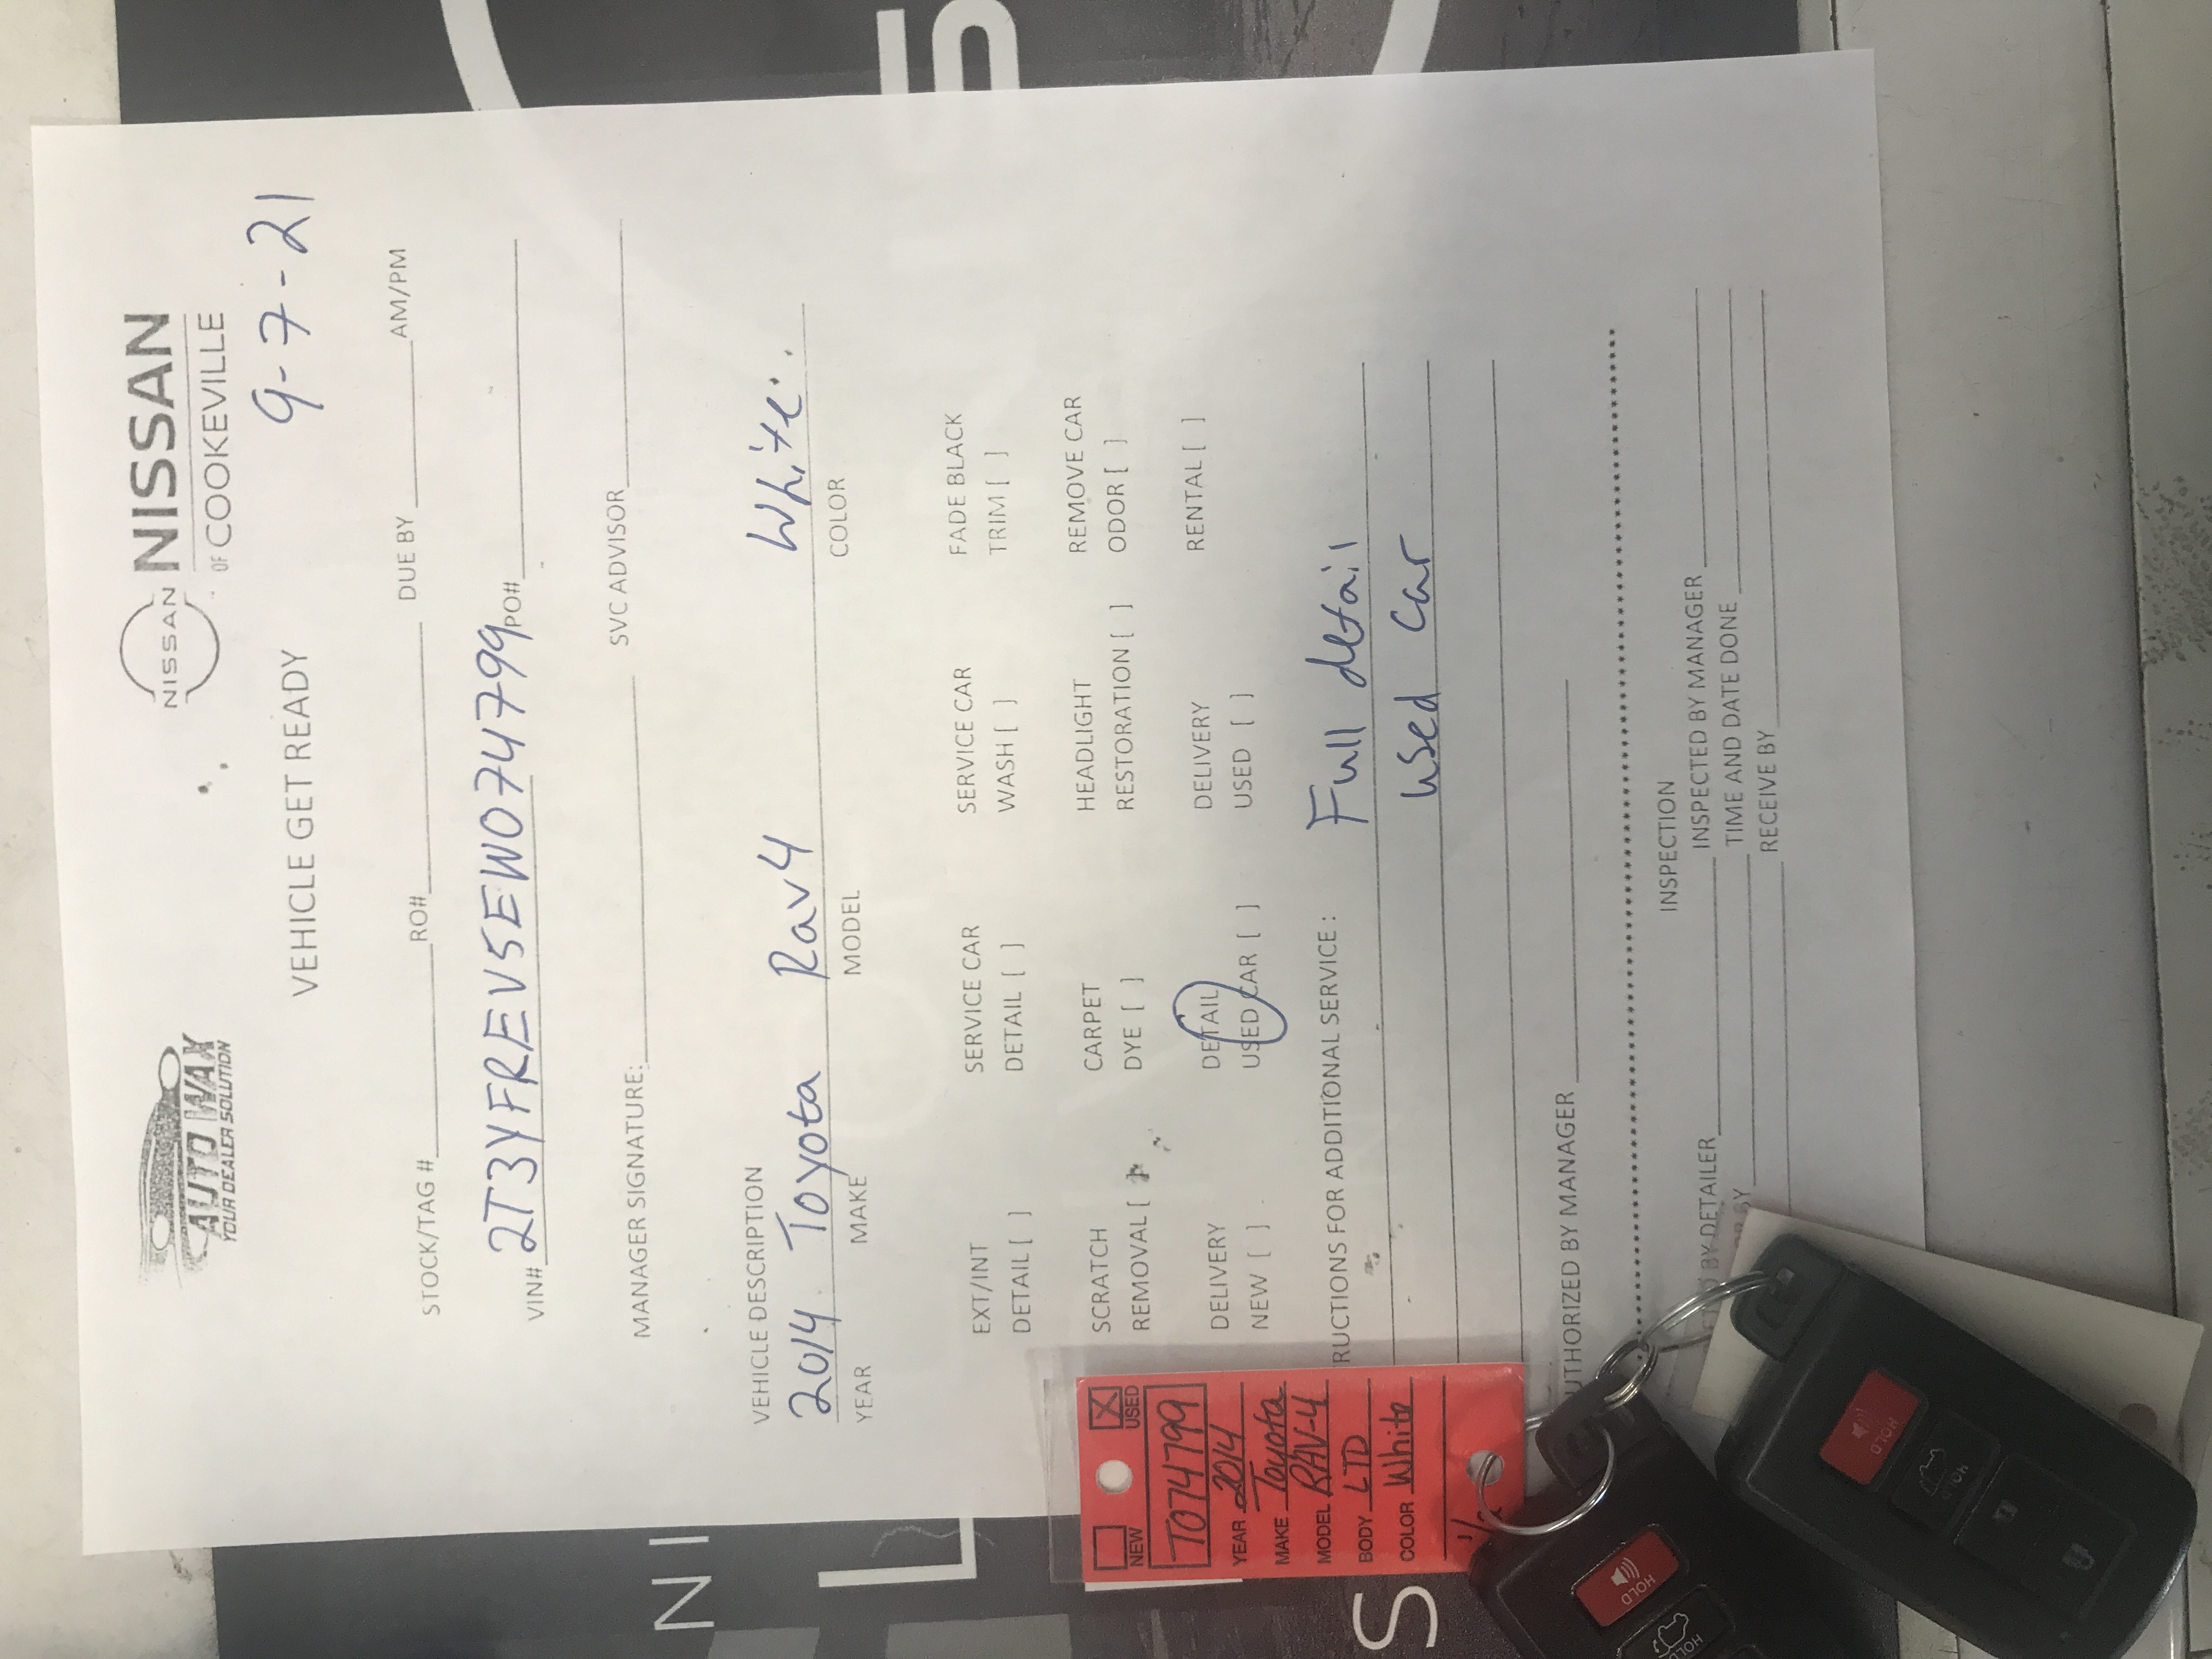 AUTO WAX
YOUR DEALER SOLUTION
NISSAN
NISSAN
OF COOKEVILLE
VEHICLE GET READY
9-7-21
STOCK/TAG # RO# DUE BY AM/PM
VIN# 2T3YFREV5EW074799 PO#
MANAGER SIGNATURE: SVC ADVISOR
VEHICLE DESCRIPTION
2014 Toyota Rav4 White.
YEAR MAKE MODEL COLOR
EXT/INT SERVICE CAR SERVICE CAR FADE BLACK
DETAIL [ ] DETAIL [ ] WASH [ ] TRIM [ ]
SCRATCH CARPET HEADLIGHT REMOVE CAR
REMOVAL [ DYE [ ] RESTORATION [ ] ODOR [ ]
DELIVERY DETAIL DELIVERY RENTAL [ ]
NEW [ ] USED CAR [ ] USED [ ]
RUCTIONS FOR ADDITIONAL SERVICE : Full detail
used car
UTHORIZED BY MANAGER
INSPECTION
BY DETAILER INSPECTED BY MANAGER
BY TIME AND DATE DONE
RECEIVE BY
NEW X USED
T074799
YEAR 2014
MAKE Toyota
MODEL RAV-4
BODY LTD
COLOR White
HOLD
HOLD
HOLD
HOLD
NI
S